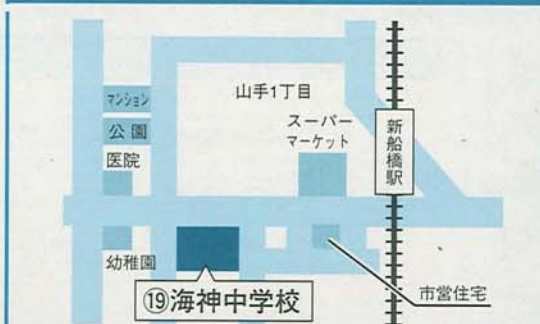 マンション
公園
医院
山手1丁目
スーパー
マーケット
新船橋駅
幼稚園
⑲海神中学校
市営住宅